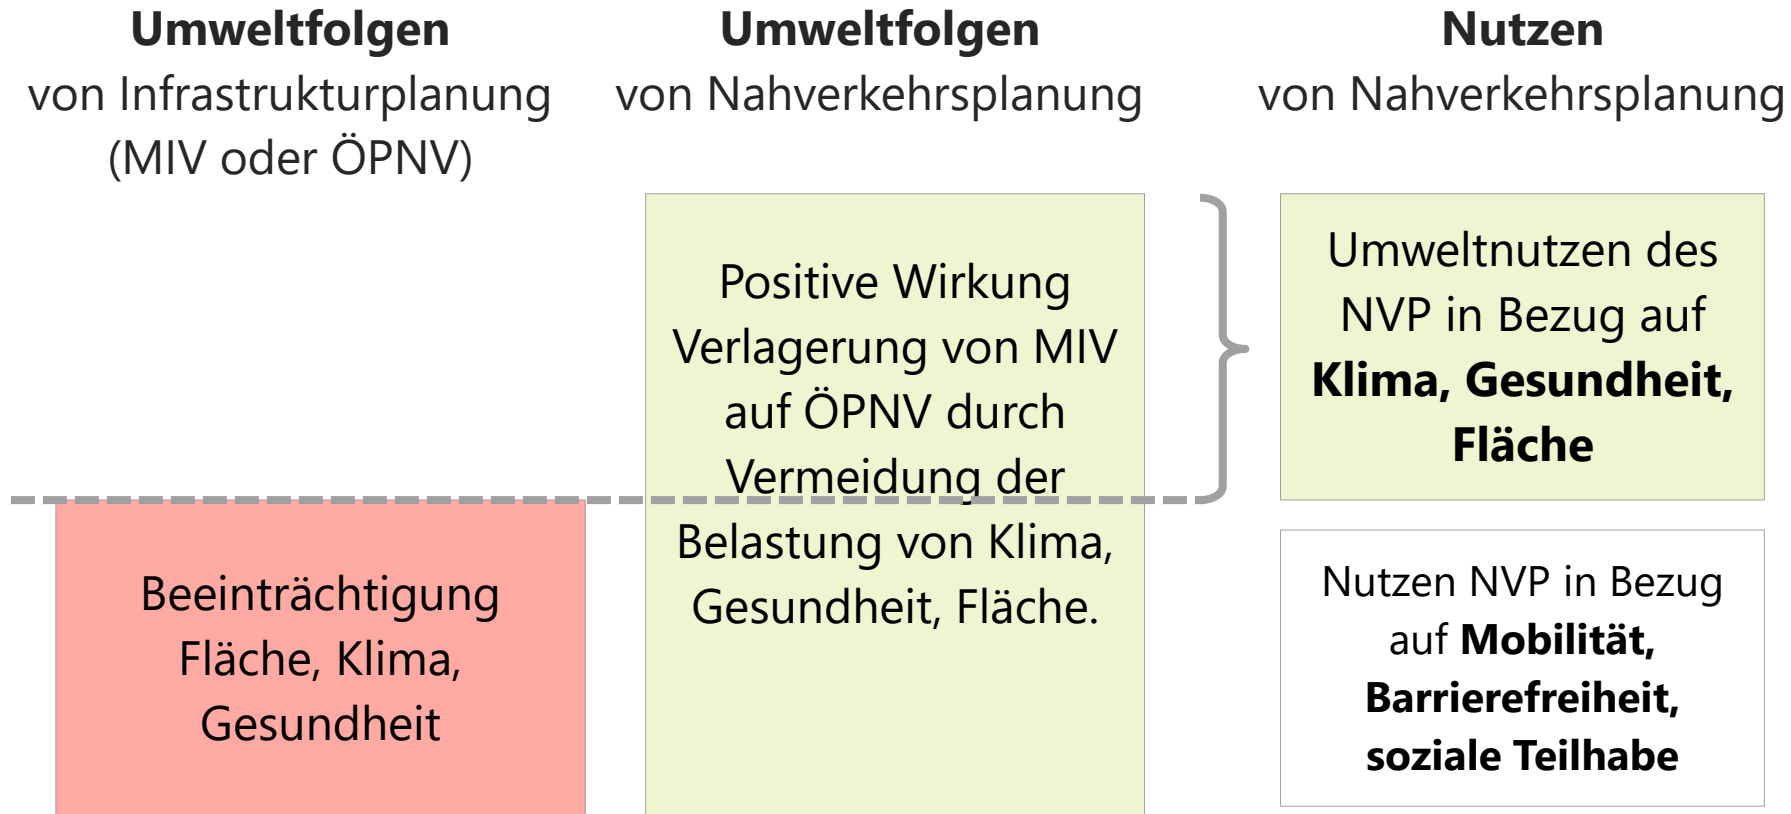 Umweltfolgen
von Infrastrukturplanung
(MIV oder ÖPNV)
Umweltfolgen
von Nahverkehrsplanung
Nutzen
von Nahverkehrsplanung
Beeinträchtigung
Fläche, Klima,
Gesundheit
Positive Wirkung
Verlagerung von MIV
auf ÖPNV durch
Vermeidung der
Belastung von Klima,
Gesundheit, Fläche.
Umweltnutzen des
NVP in Bezug auf
Klima, Gesundheit,
Fläche
Nutzen NVP in Bezug
auf Mobilität,
Barrierefreiheit,
soziale Teilhabe